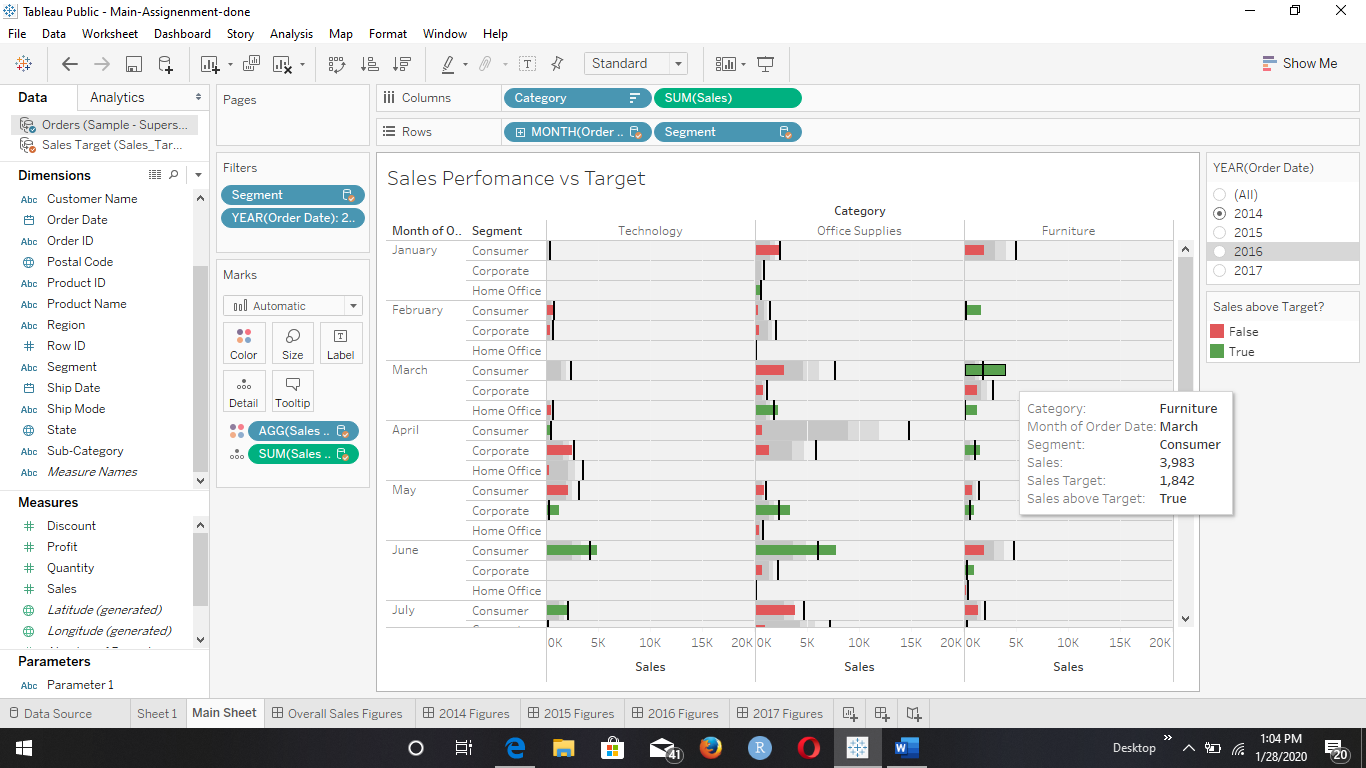 Tableau Public - Main-Assignenment-done
File Data Worksheet Dashboard Story Analysis Map Format Window Help
Standard
Show Me
Data Analytics
Orders (Sample - Supers...
Sales Target (Sales_Tar...
Dimensions
Abc Customer Name
Order Date
Abc Order ID
Postal Code
Abc Product ID
Abc Product Name
Abc Region
# Row ID
Abc Segment
Ship Date
Abc Ship Mode
State
Abc Sub-Category
Abc Measure Names
Measures
# Discount
# Profit
# Quantity
# Sales
Latitude (generated)
Longitude (generated)
Parameters
Abc Parameter 1
Pages
Filters
Segment
YEAR(Order Date): 2..
Marks
Automatic
Color Size Label
Detail Tooltip
AGG(Sales ..
SUM(Sales ..
Columns Category SUM(Sales)
Rows MONTH(Order .. Segment
Sales Perfomance vs Target
Category
Month of O.. Segment Technology Office Supplies Furniture
January Consumer
Corporate
Home Office
February Consumer
Corporate
Home Office
March Consumer
Corporate
Home Office
April Consumer
Corporate
Home Office
May Consumer
Corporate
Home Office
June Consumer
Corporate
Home Office
July Consumer
0K 5K 10K 15K 20K 0K 5K 10K 15K 20K 0K 5K 10K 15K 20K
Sales Sales Sales
Category: Furniture
Month of Order Date: March
Segment: Consumer
Sales: 3,983
Sales Target: 1,842
Sales above Target: True
YEAR(Order Date)
(All)
2014
2015
2016
2017
Sales above Target?
False
True
Data Source Sheet 1 Main Sheet Overall Sales Figures 2014 Figures 2015 Figures 2016 Figures 2017 Figures
41 R W Desktop » 1:04 PM
1/28/2020 20